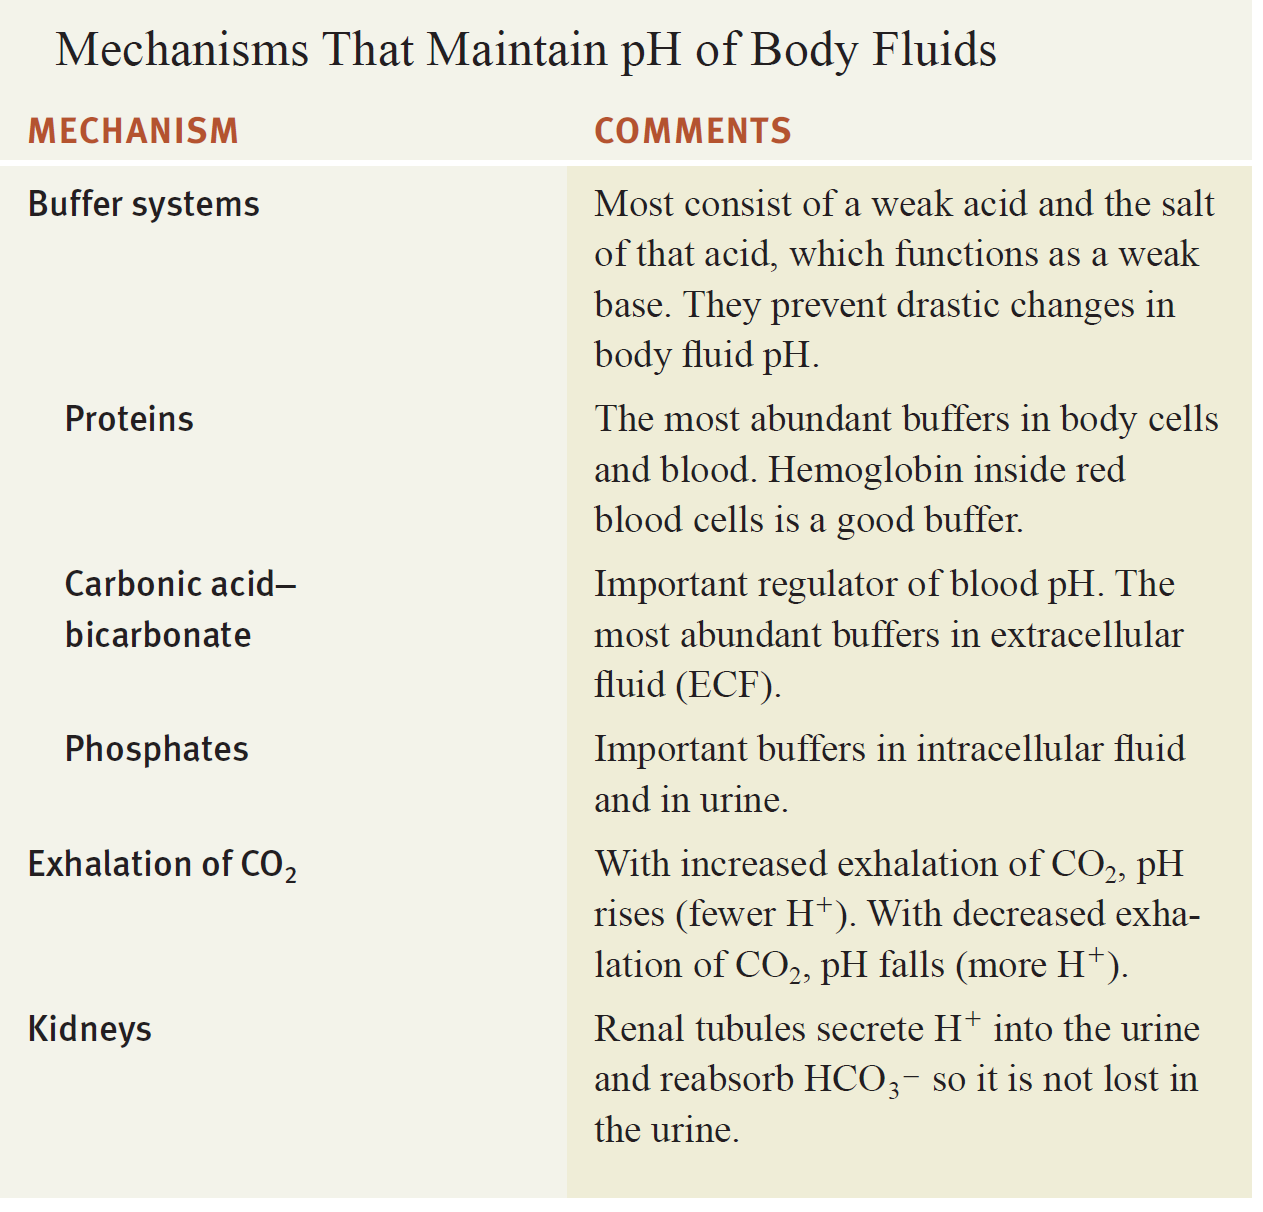 Mechanisms That Maintain pH of Body Fluids
MECHANISM
COMMENTS
Buffer systems
Most consist of a weak acid and the salt
of that acid, which functions as a weak
base. They prevent drastic changes in
body fluid pH.
Proteins
The most abundant buffers in body cells
and blood. Hemoglobin inside red
blood cells is a good buffer.
Carbonic acid–
bicarbonate
Important regulator of blood pH. The
most abundant buffers in extracellular
fluid (ECF).
Phosphates
Important buffers in intracellular fluid
and in urine.
Exhalation of CO₂
With increased exhalation of CO₂, pH
rises (fewer H⁺). With decreased exha-
lation of CO₂, pH falls (more H⁺).
Kidneys
Renal tubules secrete H⁺ into the urine
and reabsorb HCO₃⁻ so it is not lost in
the urine.